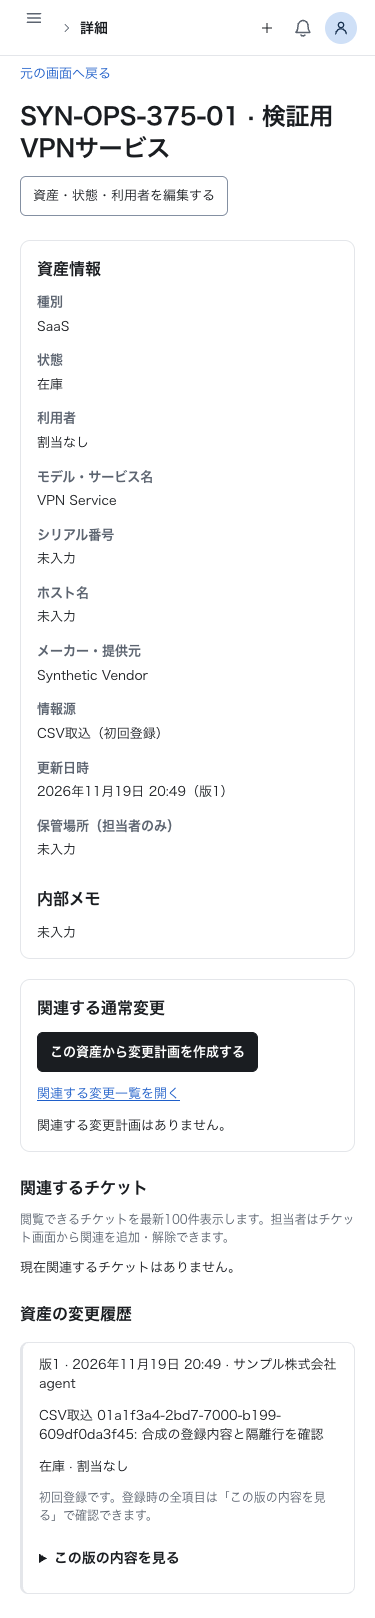 詳細
元の画面へ戻る
SYN-OPS-375-01 · 検証用
VPNサービス
資産・状態・利用者を編集する
資産情報
種別
SaaS
状態
在庫
利用者
割当なし
モデル・サービス名
VPN Service
シリアル番号
未入力
ホスト名
未入力
メーカー・提供元
Synthetic Vendor
情報源
CSV取込（初回登録）
更新日時
2026年11月19日 20:49（版1）
保管場所（担当者のみ）
未入力
内部メモ
未入力
関連する通常変更
この資産から変更計画を作成する
関連する変更一覧を開く
関連する変更計画はありません。
関連するチケット
閲覧できるチケットを最新100件表示します。担当者はチケッ
ト画面から関連を追加・解除できます。
現在関連するチケットはありません。
資産の変更履歴
版1 · 2026年11月19日 20:49 · サンプル株式会社
agent
CSV取込 01a1f3a4-2bd7-7000-b199-
609df0da3f45: 合成の登録内容と隔離行を確認
在庫 · 割当なし
初回登録です。登録時の全項目は「この版の内容を見
る」で確認できます。
この版の内容を見る